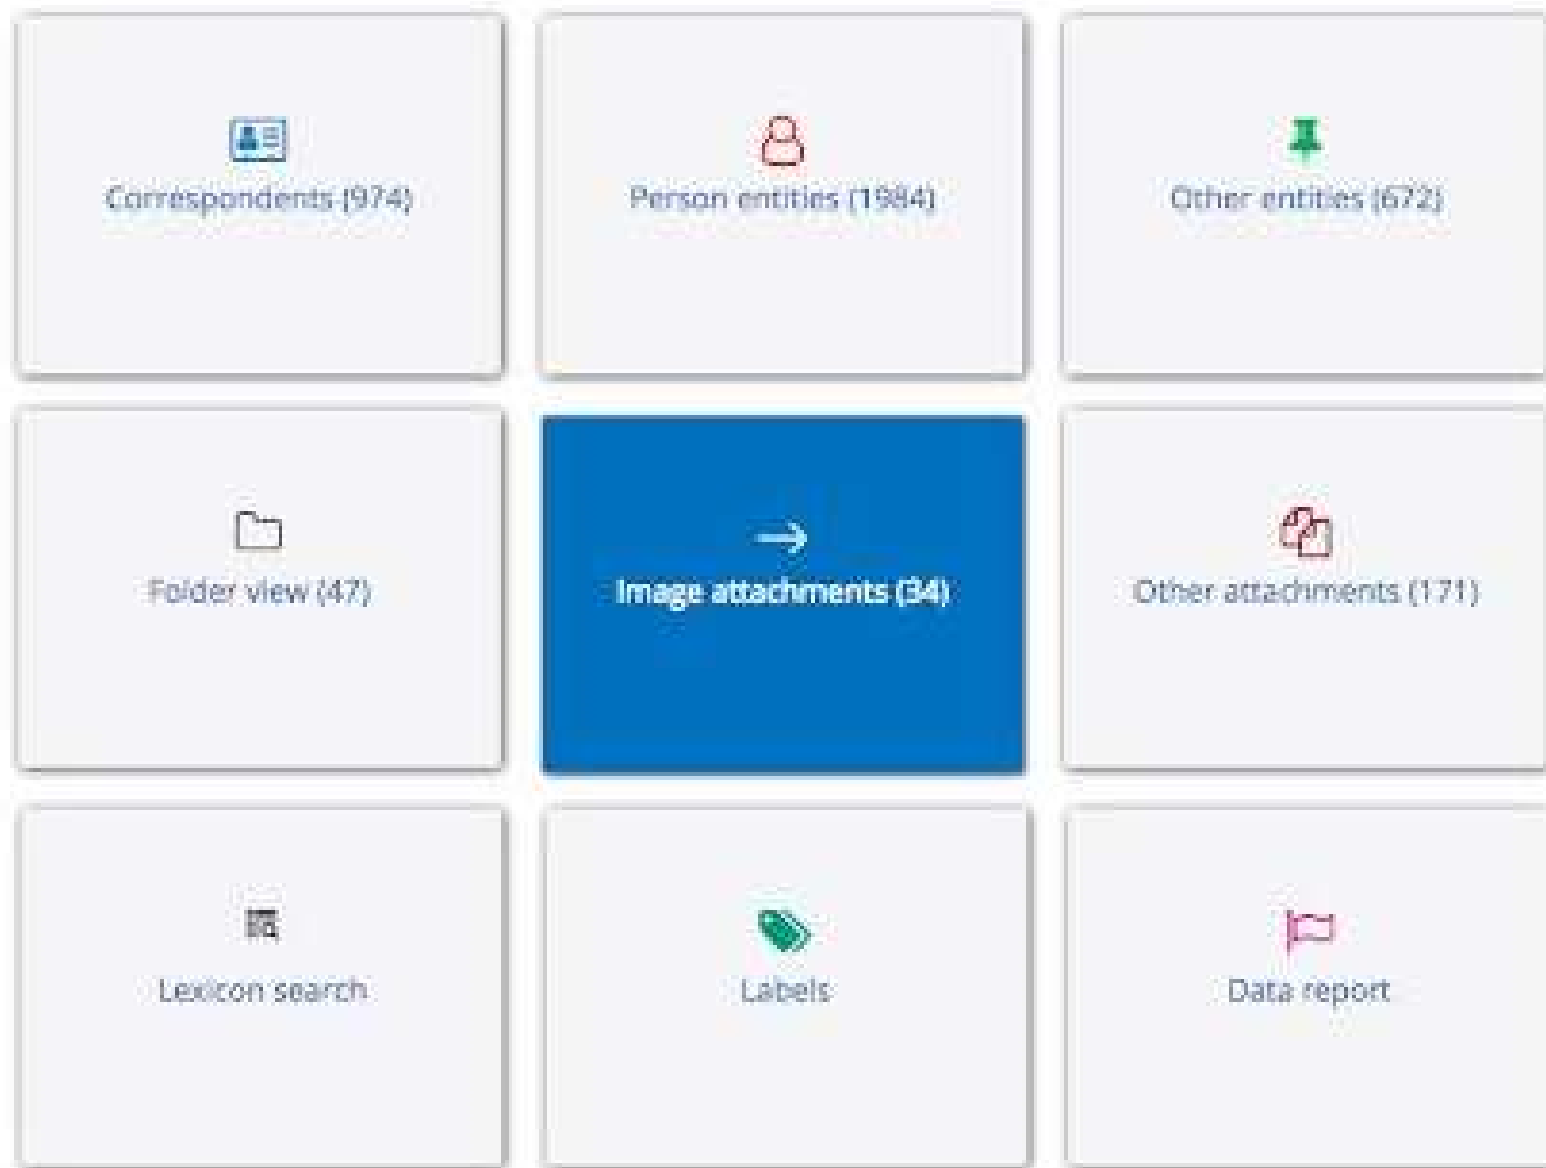 Correspondents (974)
Person entities (1984)
Other entities (672)
Folder view (47)
Image attachments (34)
Other attachments (171)
Lexicon search
Labels
Data report